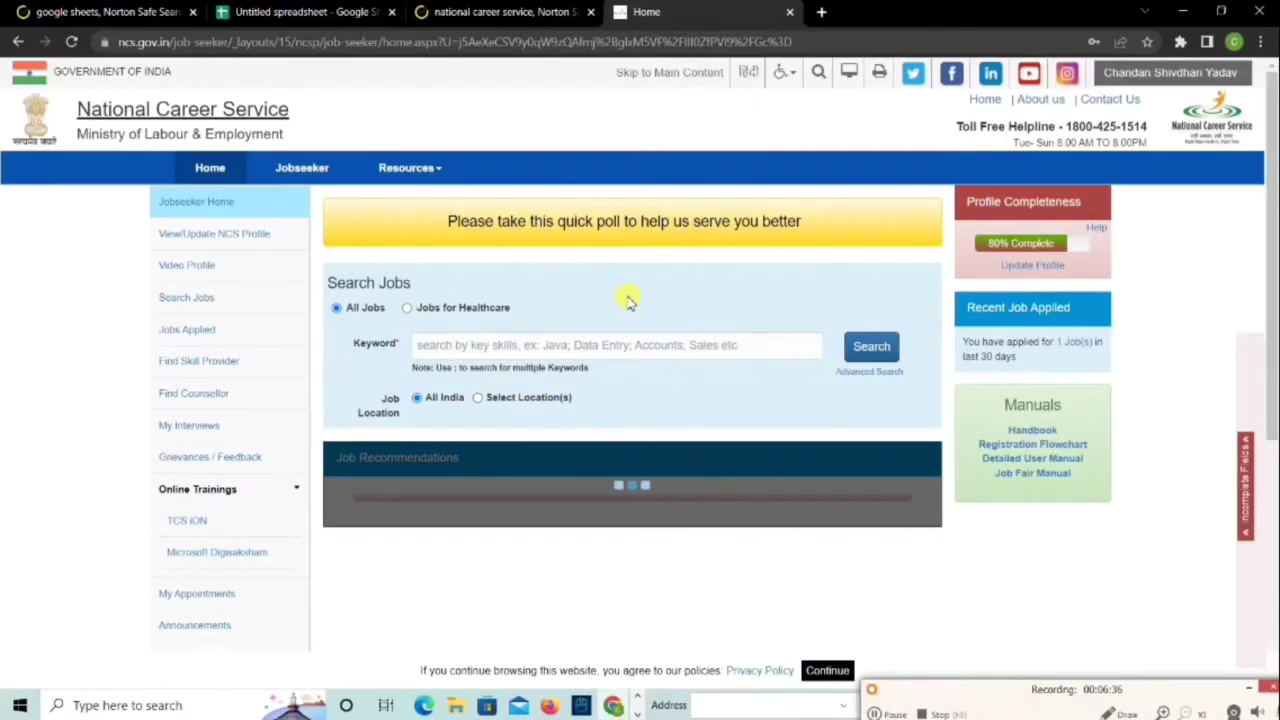 google sheets, Norton Safe Sear
Untitled spreadsheet - Google S
national career service, Norton S
Home
ncs.gov.in/job-seeker/_layouts/15/ncsp/job-seeker/home.aspx?U=
GOVERNMENT OF INDIA
Skip to Main Content
हिंदी
Chandan Shivdhari Yadav
National Career Service
Ministry of Labour & Employment
Home | About us | Contact Us
Toll Free Helpline - 1800-425-1514
Tue- Sun 8.00 AM TO 8.00PM
सत्यमेव जयते
National Career Service
Home
Jobseeker
Resources
Jobseeker Home
View/Update NCS Profile
Video Profile
Search Jobs
Jobs Applied
Find Skill Provider
Find Counsellor
My Interviews
Grievances / Feedback
Online Trainings
TCS iON
Microsoft Digisaksham
My Appointments
Announcements
Please take this quick poll to help us serve you better
Search Jobs
All Jobs
Jobs for Healthcare
Keyword*
search by key skills, ex: Java; Data Entry; Accounts; Sales etc
Search
Note: Use ; to search for multiple Keywords
Advanced Search
Job Location
All India
Select Location(s)
Job Recommendations
Profile Completeness
Help
80% Complete
Update Profile
Recent Job Applied
You have applied for 1 Job(s) in
last 30 days
Manuals
Handbook
Registration Flowchart
Detailed User Manual
Job Fair Manual
Incomplete Fields
If you continue browsing this website, you agree to our policies: Privacy Policy
Continue
Type here to search
Address
Recording: 00:06:36
Pause
Stop (F8)
Draw
x1